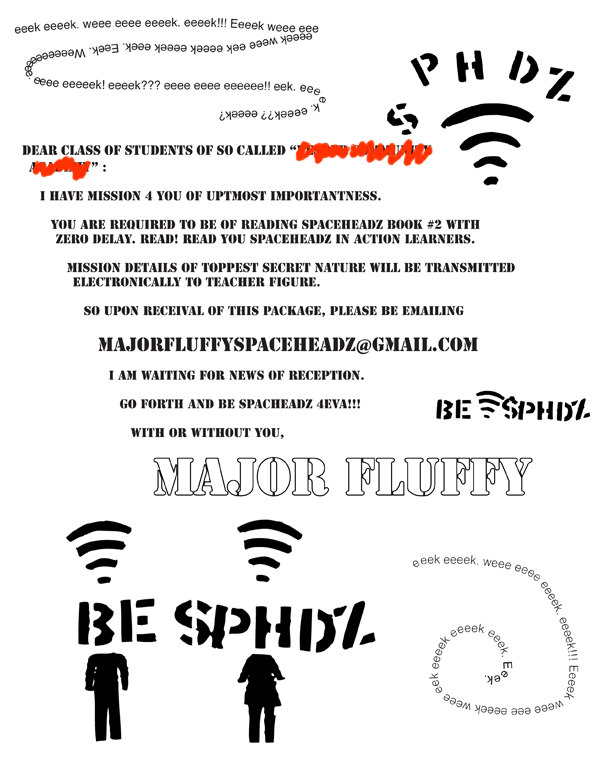 eeek eeeek. weee eeee eeeek. eeeek!!! Eeeek weee eee
eeeek weee eek eeeek eeeek eeek. Eeek. Weeeeeee
eeee eeeeek! eeeek??? eeee eeee eeeeee!! eek. eee
k. eeeek?? eeeek?
SPHDZ
DEAR CLASS OF STUDENTS OF SO CALLED “
” :
I HAVE MISSION 4 YOU OF UPTMOST IMPORTANTNESS.
YOU ARE REQUIRED TO BE OF READING SPACEHEADZ BOOK #2 WITH
ZERO DELAY. READ! READ YOU SPACEHEADZ IN ACTION LEARNERS.
MISSION DETAILS OF TOPPEST SECRET NATURE WILL BE TRANSMITTED
ELECTRONICALLY TO TEACHER FIGURE.
SO UPON RECEIVAL OF THIS PACKAGE, PLEASE BE EMAILING
MAJORFLUFFYSPACEHEADZ@GMAIL.COM
I AM WAITING FOR NEWS OF RECEPTION.
GO FORTH AND BE SPACHEADZ 4EVA!!!
BE SPHDZ
WITH OR WITHOUT YOU,
MAJOR FLUFFY
BE SPHDZ
eeek eeeek. weee eeee eeeek. eeeek!!! Eeeek weee eee eeeek weee eek eeeek eeeek eeek. Eeek.